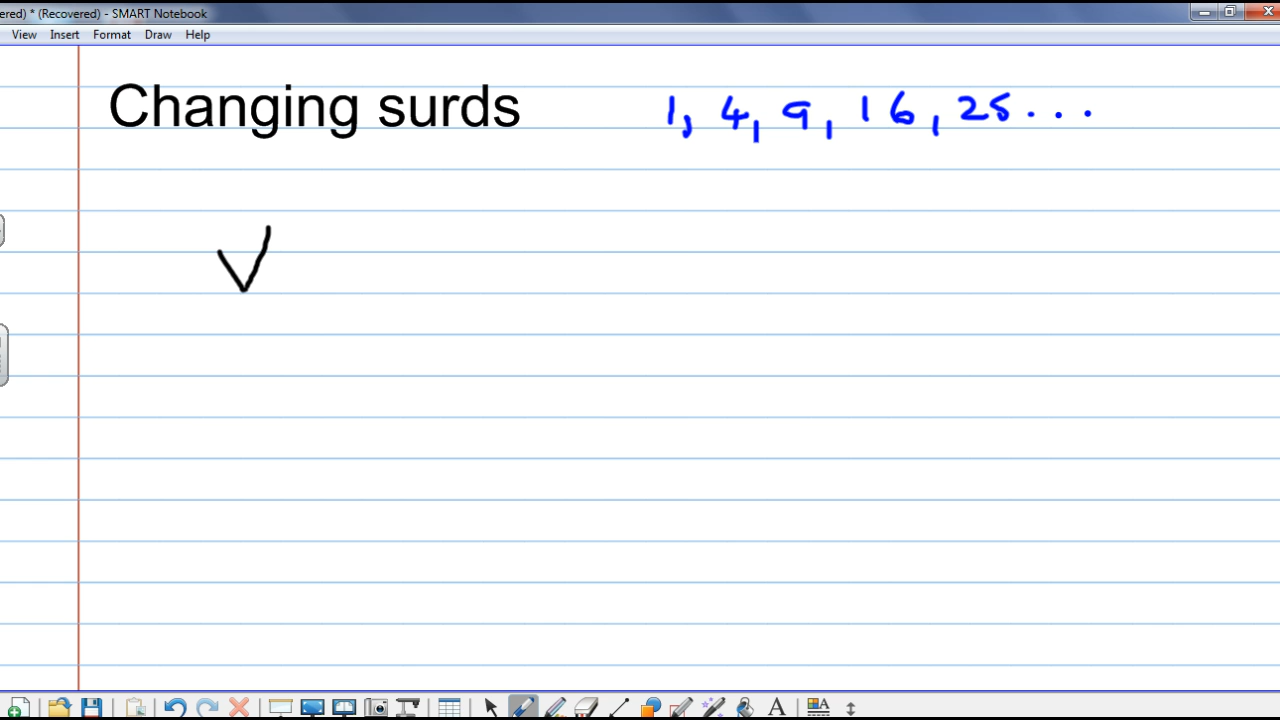 ered) * (Recovered) - SMART Notebook
View Insert Format Draw Help
Changing surds 1, 4, 9, 16, 25...
√